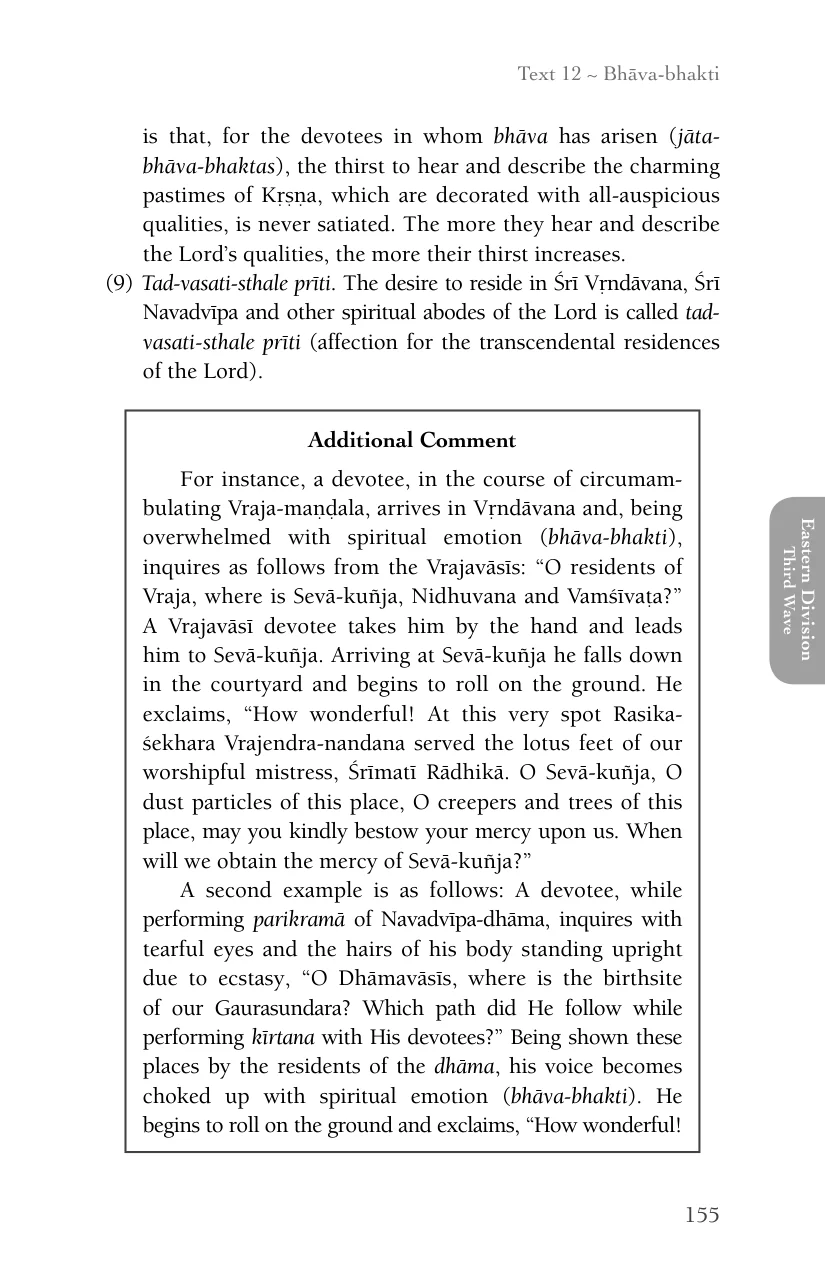 Text 12 ~ Bhāva-bhakti
is that, for the devotees in whom bhāva has arisen (jāta-
bhāva-bhaktas), the thirst to hear and describe the charming
pastimes of Kṛṣṇa, which are decorated with all-auspicious
qualities, is never satiated. The more they hear and describe
the Lord’s qualities, the more their thirst increases.
(9) Tad-vasati-sthale prīti. The desire to reside in Śrī Vṛndāvana, Śrī
Navadvīpa and other spiritual abodes of the Lord is called tad-
vasati-sthale prīti (affection for the transcendental residences
of the Lord).
Additional Comment
For instance, a devotee, in the course of circumam-
bulating Vraja-maṇḍala, arrives in Vṛndāvana and, being
overwhelmed with spiritual emotion (bhāva-bhakti),
inquires as follows from the Vrajavāsīs: “O residents of
Vraja, where is Sevā-kuñja, Nidhuvana and Vamśīvaṭa?”
A Vrajavāsī devotee takes him by the hand and leads
him to Sevā-kuñja. Arriving at Sevā-kuñja he falls down
in the courtyard and begins to roll on the ground. He
exclaims, “How wonderful! At this very spot Rasika-
śekhara Vrajendra-nandana served the lotus feet of our
worshipful mistress, Śrīmatī Rādhikā. O Sevā-kuñja, O
dust particles of this place, O creepers and trees of this
place, may you kindly bestow your mercy upon us. When
will we obtain the mercy of Sevā-kuñja?”
A second example is as follows: A devotee, while
performing parikramā of Navadvīpa-dhāma, inquires with
tearful eyes and the hairs of his body standing upright
due to ecstasy, “O Dhāmavāsīs, where is the birthsite
of our Gaurasundara? Which path did He follow while
performing kīrtana with His devotees?” Being shown these
places by the residents of the dhāma, his voice becomes
choked up with spiritual emotion (bhāva-bhakti). He
begins to roll on the ground and exclaims, “How wonderful!
Eastern Division
Third Wave
155